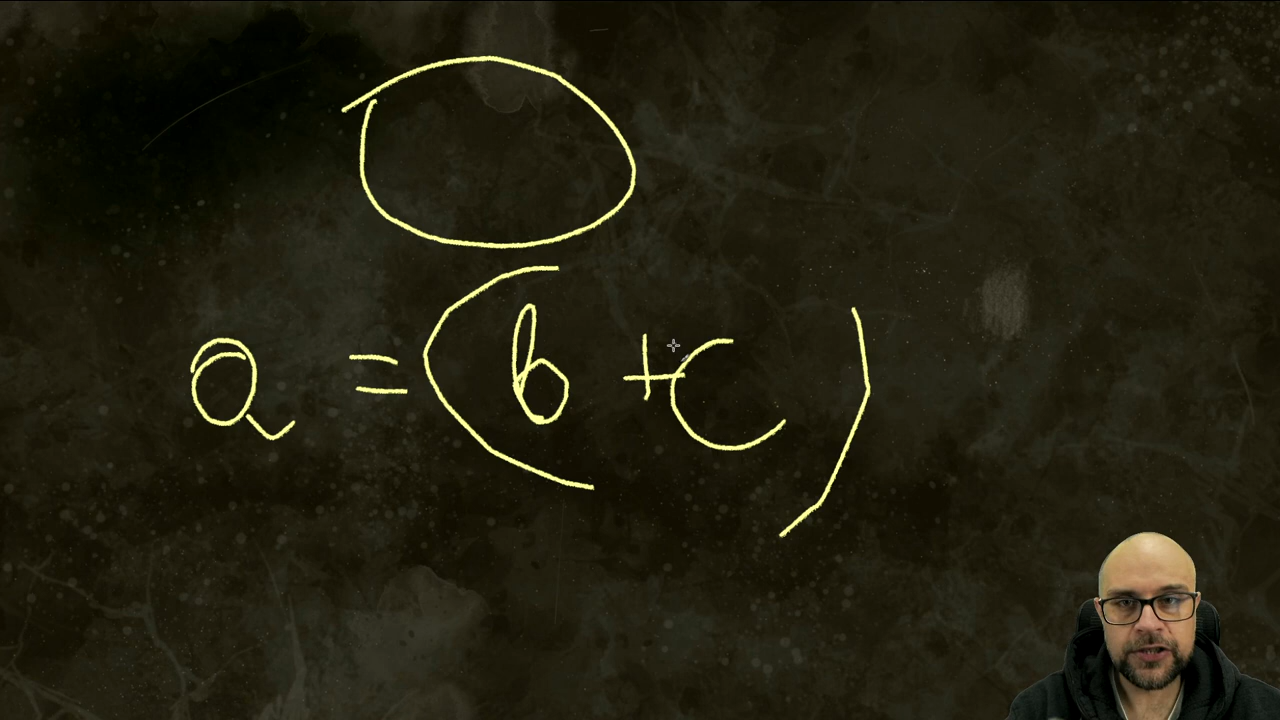 a = (b + c)